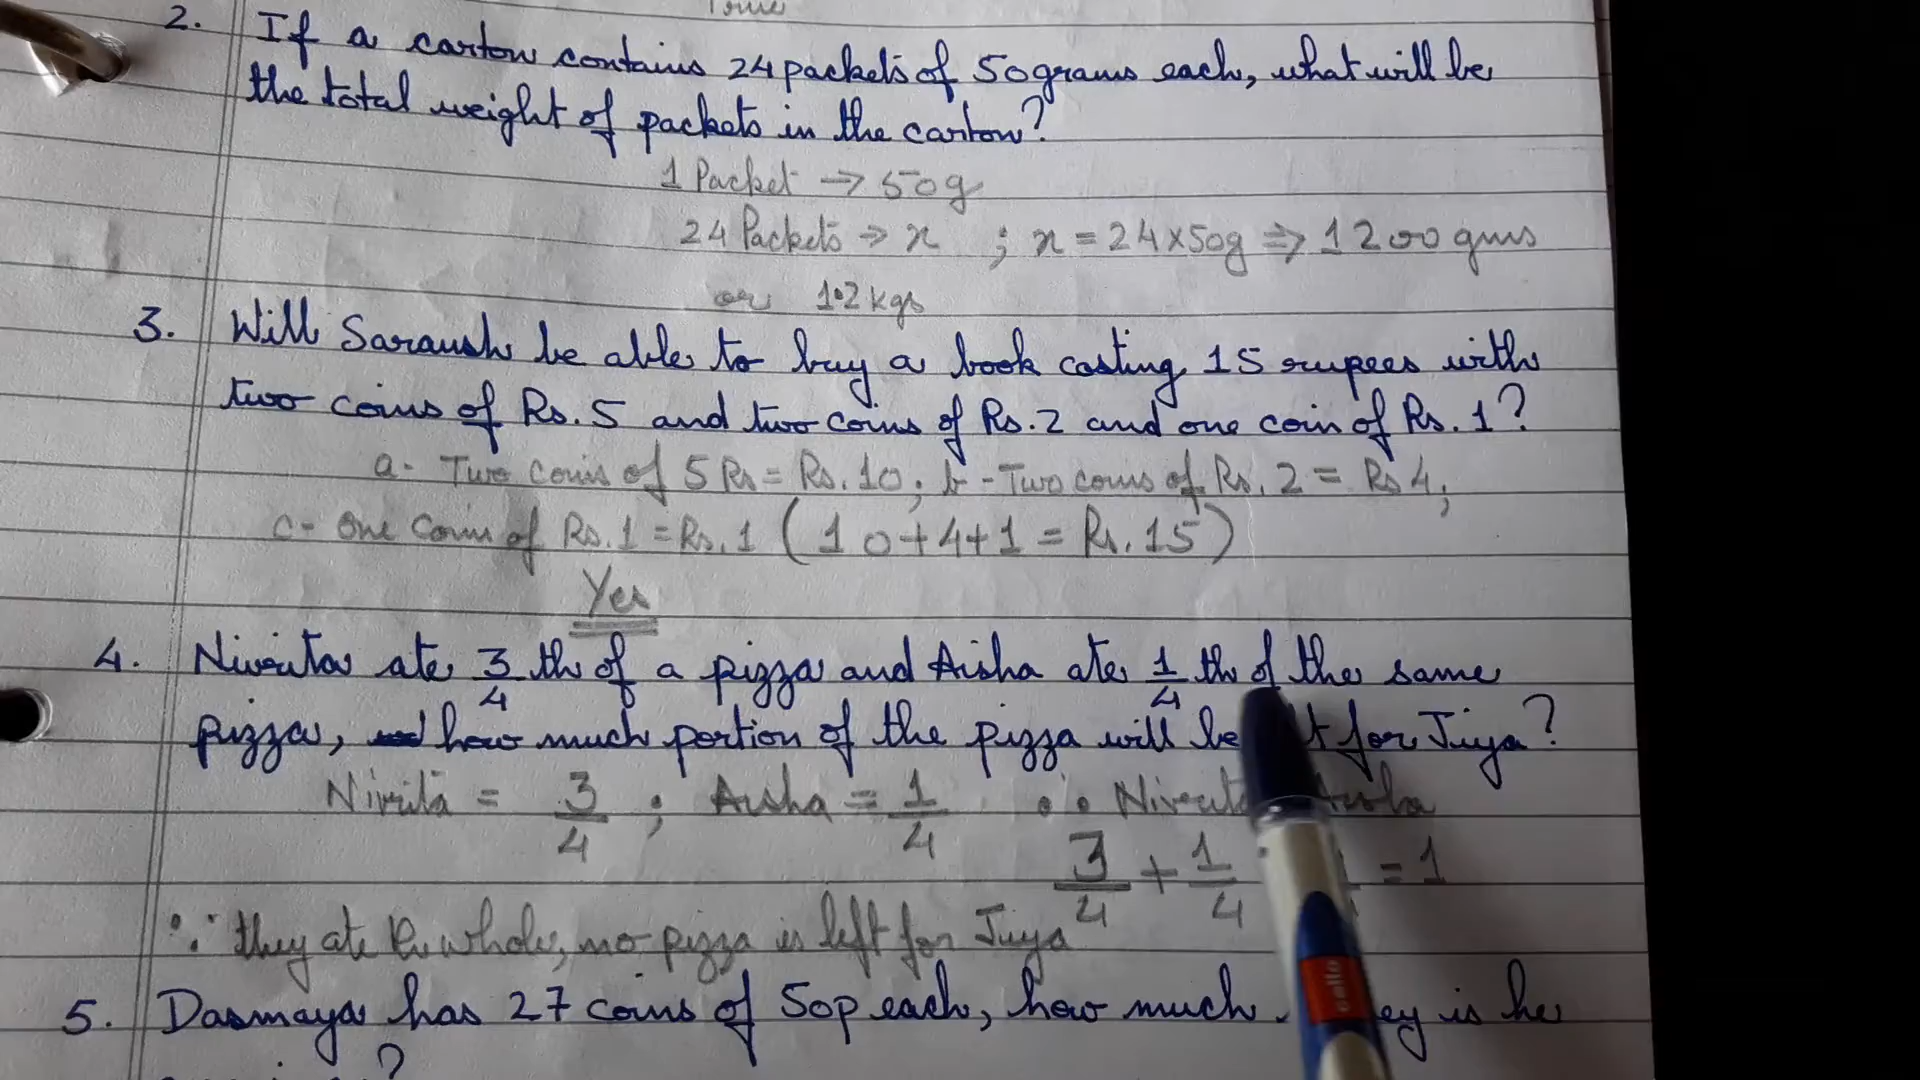 Time
2. If a carton contains 24 packets of 50 grams each, what will be
the total weight of packets in the carton?
1 Packet → 50g
24 Packets ⇒ x ; x = 24x50g ⇒ 1200 gms
or 1.2 kgs
3. Will Saraush be able to buy a book costing 15 rupees with
two coins of Rs. 5 and two coins of Rs. 2 and one coin of Rs. 1?
a- Two coins of 5 Rs = Rs. 10; b- Two coins of Rs. 2 = Rs 4;
c- One coin of Rs. 1 = Rs. 1 (10+4+1 = Rs. 15)
Yes
4. Nivrita ate 3/4 th of a pizza and Aisha ate 1/4 th of the same
pizza, how much portion of the pizza will be for Jiya?
Nivrita = 3/4 ; Aisha = 1/4 ∴ Aisha
3/4 + 1/4 = 1
∵ they ate the whole, no pizza is left for Jiya
5. Dasmaya has 27 coins of 50p each, how much is he
?
cello